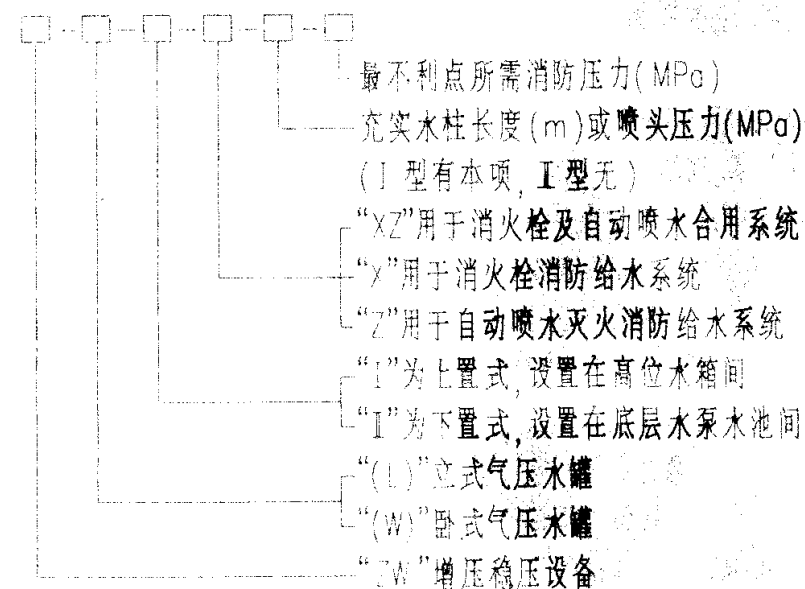 最不利点所需消防压力(MPa)
充实水柱长度(m)或喷头压力(MPa)
(Ⅰ型有本项,Ⅱ型无)
“XZ”用于消火栓及自动喷水合用系统
“X”用于消火栓消防给水系统
“Z”用于自动喷水灭火消防给水系统
“Ⅰ”为上置式,设置在高位水箱间
“Ⅱ”为下置式,设置在底层水泵水池间
“(L)”立式气压水罐
“(W)”卧式气压水罐
“ZW”增压稳压设备